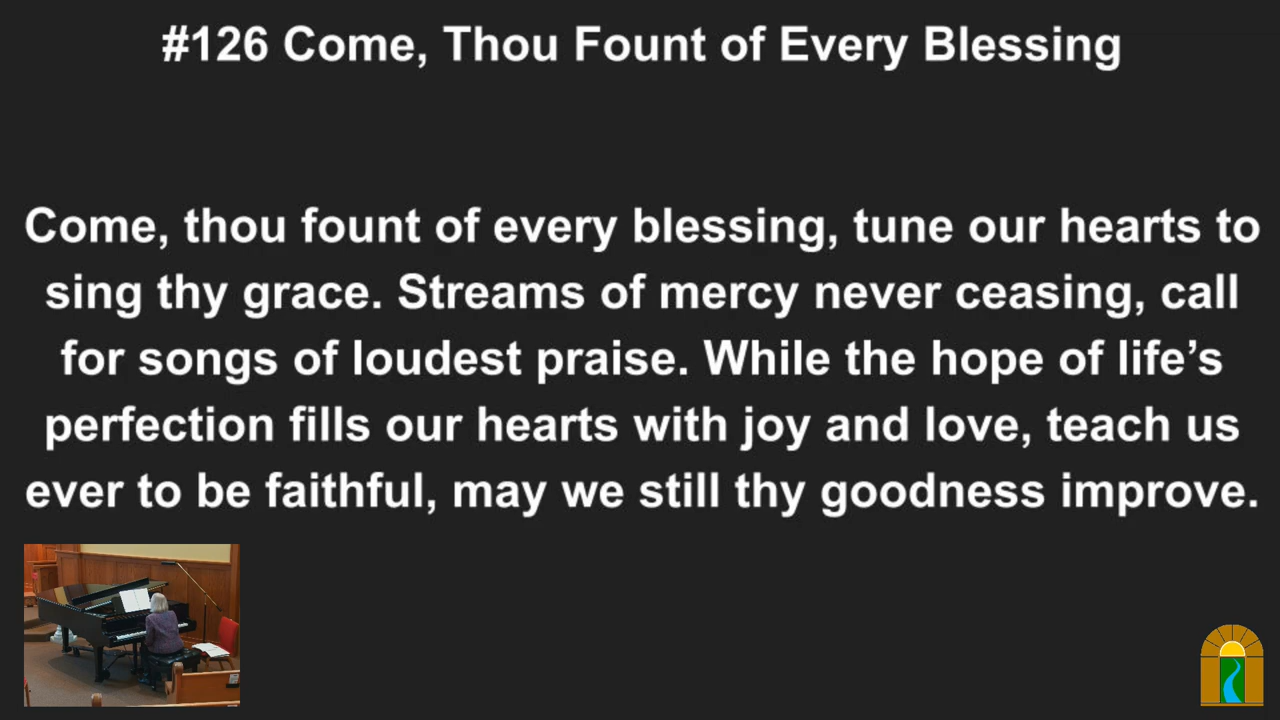 #126 Come, Thou Fount of Every Blessing
Come, thou fount of every blessing, tune our hearts to
sing thy grace. Streams of mercy never ceasing, call
for songs of loudest praise. While the hope of life’s
perfection fills our hearts with joy and love, teach us
ever to be faithful, may we still thy goodness improve.